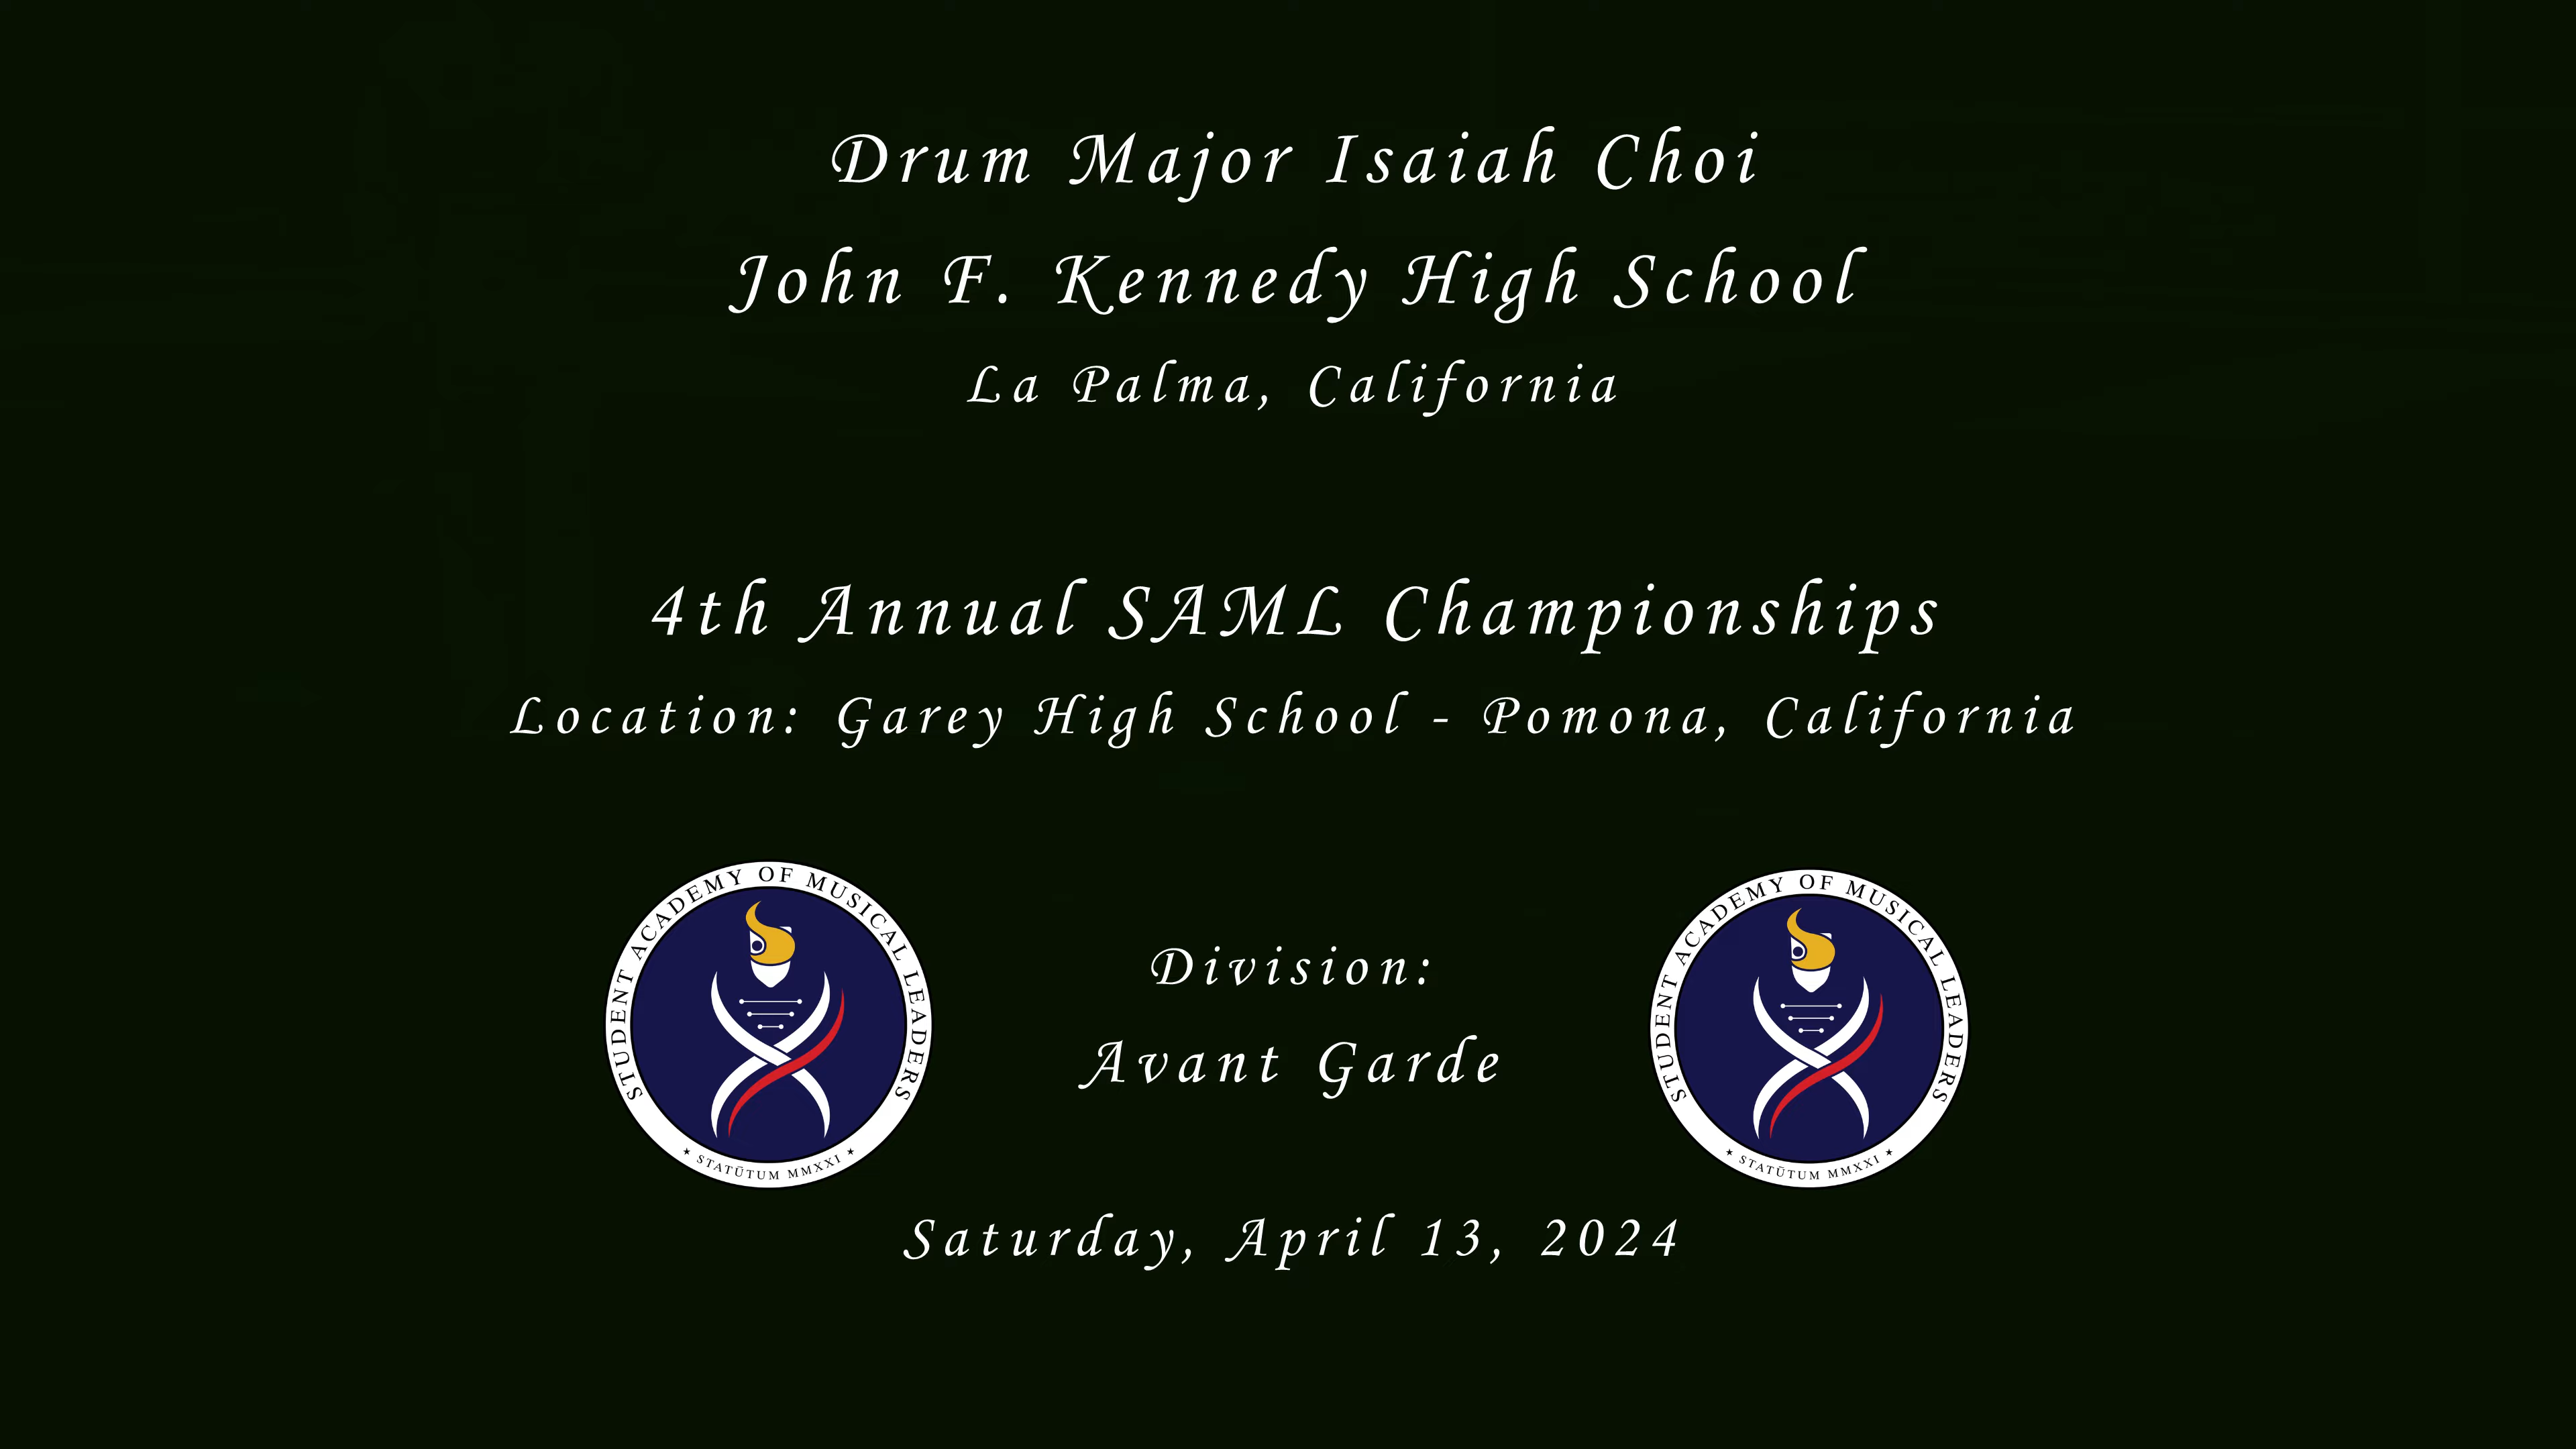 Drum Major Isaiah Choi
John F. Kennedy High School
La Palma, California
4th Annual SAML Championships
Location: Garey High School - Pomona, California
STUDENT ACADEMY OF MUSICAL LEADERS
★ STATŪTUM MMXXI ★
Division:
Avant Garde
STUDENT ACADEMY OF MUSICAL LEADERS
★ STATŪTUM MMXXI ★
Saturday, April 13, 2024